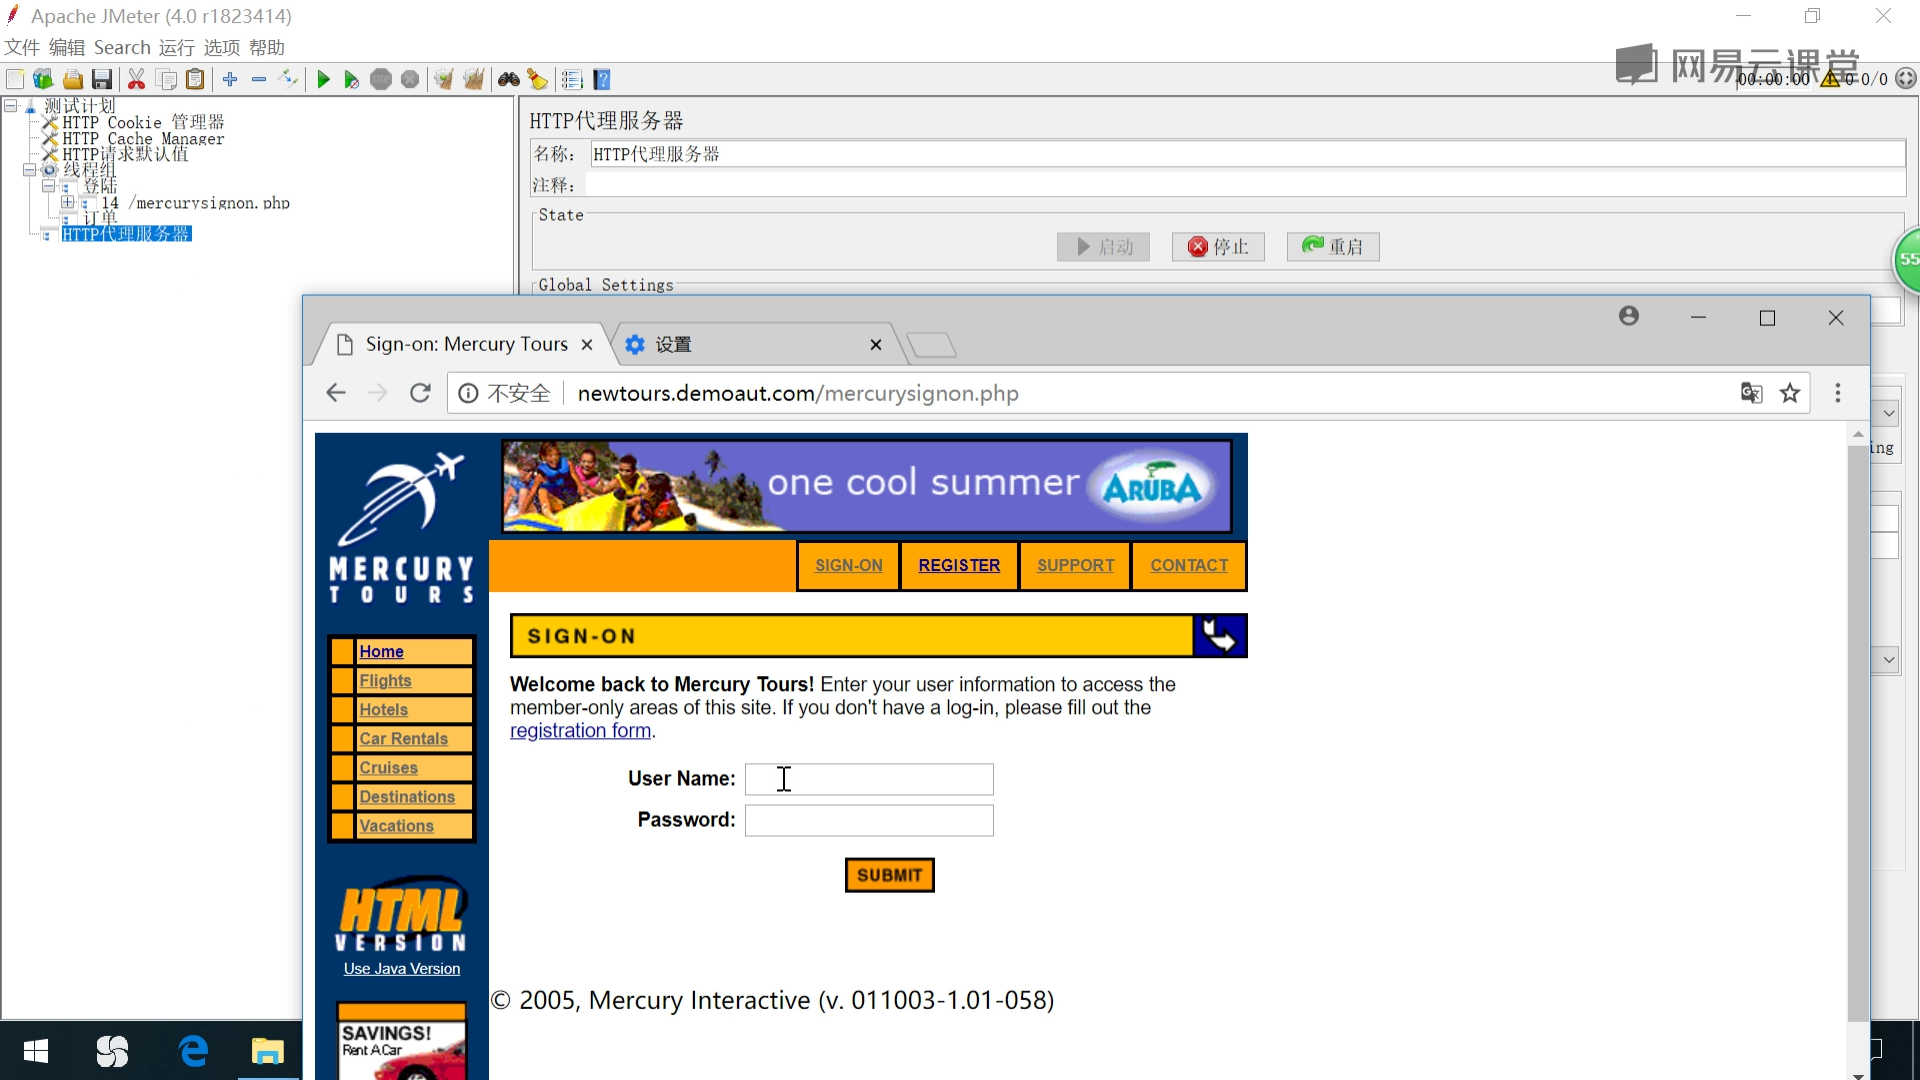 Apache JMeter (4.0 r1823414)
文件 编辑 Search 运行 选项 帮助
网易云课堂
00:00:00 0 0/0
测试计划
HTTP Cookie 管理器
HTTP Cache Manager
HTTP请求默认值
线程组
登陆
14 /mercurysignon.php
订单
HTTP代理服务器
HTTP代理服务器
名称： HTTP代理服务器
注释：
State
启动 停止 重启
55
Global Settings
Sign-on: Mercury Tours 设置
不安全 newtours.demoaut.com/mercurysignon.php
ing
one cool summer ARUBA
MERCURY
TOURS
SIGN-ON REGISTER SUPPORT CONTACT
SIGN-ON
Home
Flights
Hotels
Car Rentals
Cruises
Destinations
Vacations
Welcome back to Mercury Tours! Enter your user information to access the
member-only areas of this site. If you don't have a log-in, please fill out the
registration form.
User Name:
Password:
SUBMIT
HTML
VERSION
Use Java Version
© 2005, Mercury Interactive (v. 011003-1.01-058)
SAVINGS!
Rent A Car